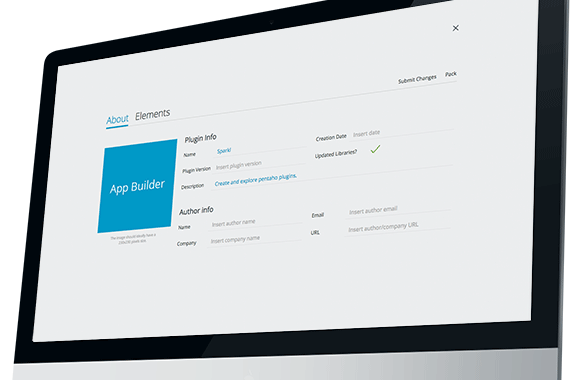 ×
Submit Changes Pack
About Elements
App Builder
Plugin Info
Name Sparkl
Creation Date Insert date
Plugin Version Insert plugin version
Updated Libraries?
Description Create and explore pentaho plugins.
Author info
Name Insert author name
Email Insert author email
Company Insert company name
URL Insert author/company URL